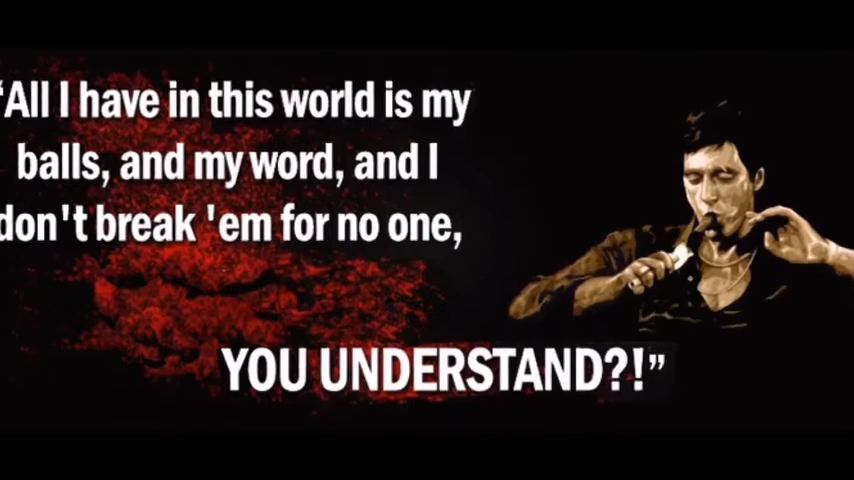 “All I have in this world is my
balls, and my word, and I
don't break 'em for no one,
YOU UNDERSTAND?!”